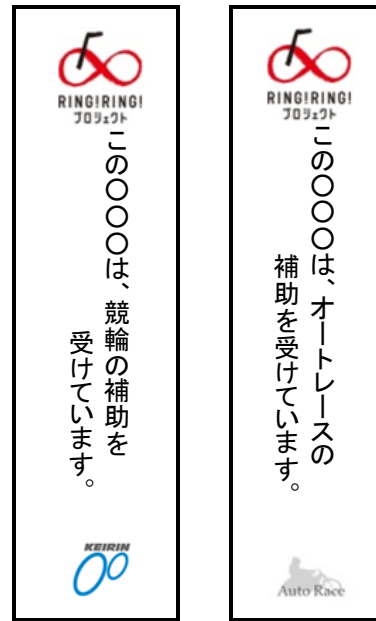 RING!RING!
プロジェクト
この〇〇〇は、競輪の補助を
受けています。
KEIRIN
RING!RING!
プロジェクト
この〇〇〇は、オートレースの
補助を受けています。
Auto Race